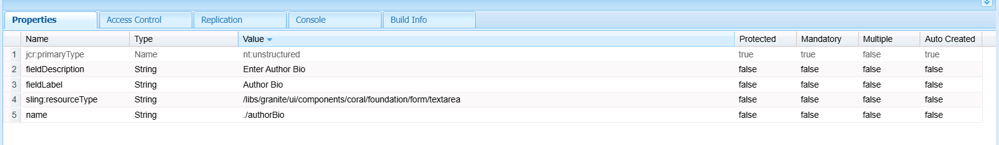 Properties Access Control Replication Console Build Info
Name Type Value Protected Mandatory Multiple Auto Created
1 jcr:primaryType Name nt:unstructured true true false true
2 fieldDescription String Enter Author Bio false false false false
3 fieldLabel String Author Bio false false false false
4 sling:resourceType String /libs/granite/ui/components/coral/foundation/form/textarea false false false false
5 name String ./authorBio false false false false